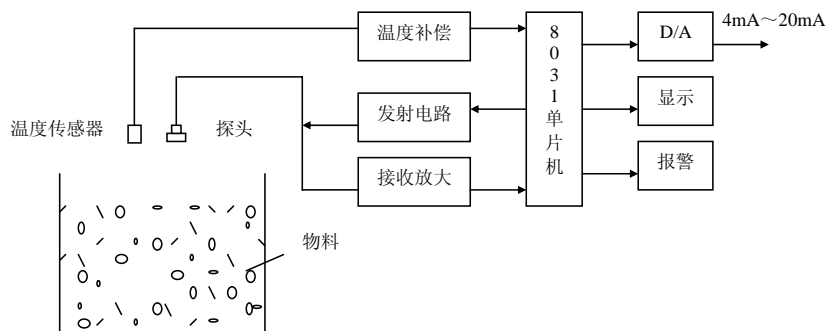 温度补偿
8031单片机
D/A
4mA～20mA
发射电路
显示
温度传感器
探头
接收放大
报警
物料